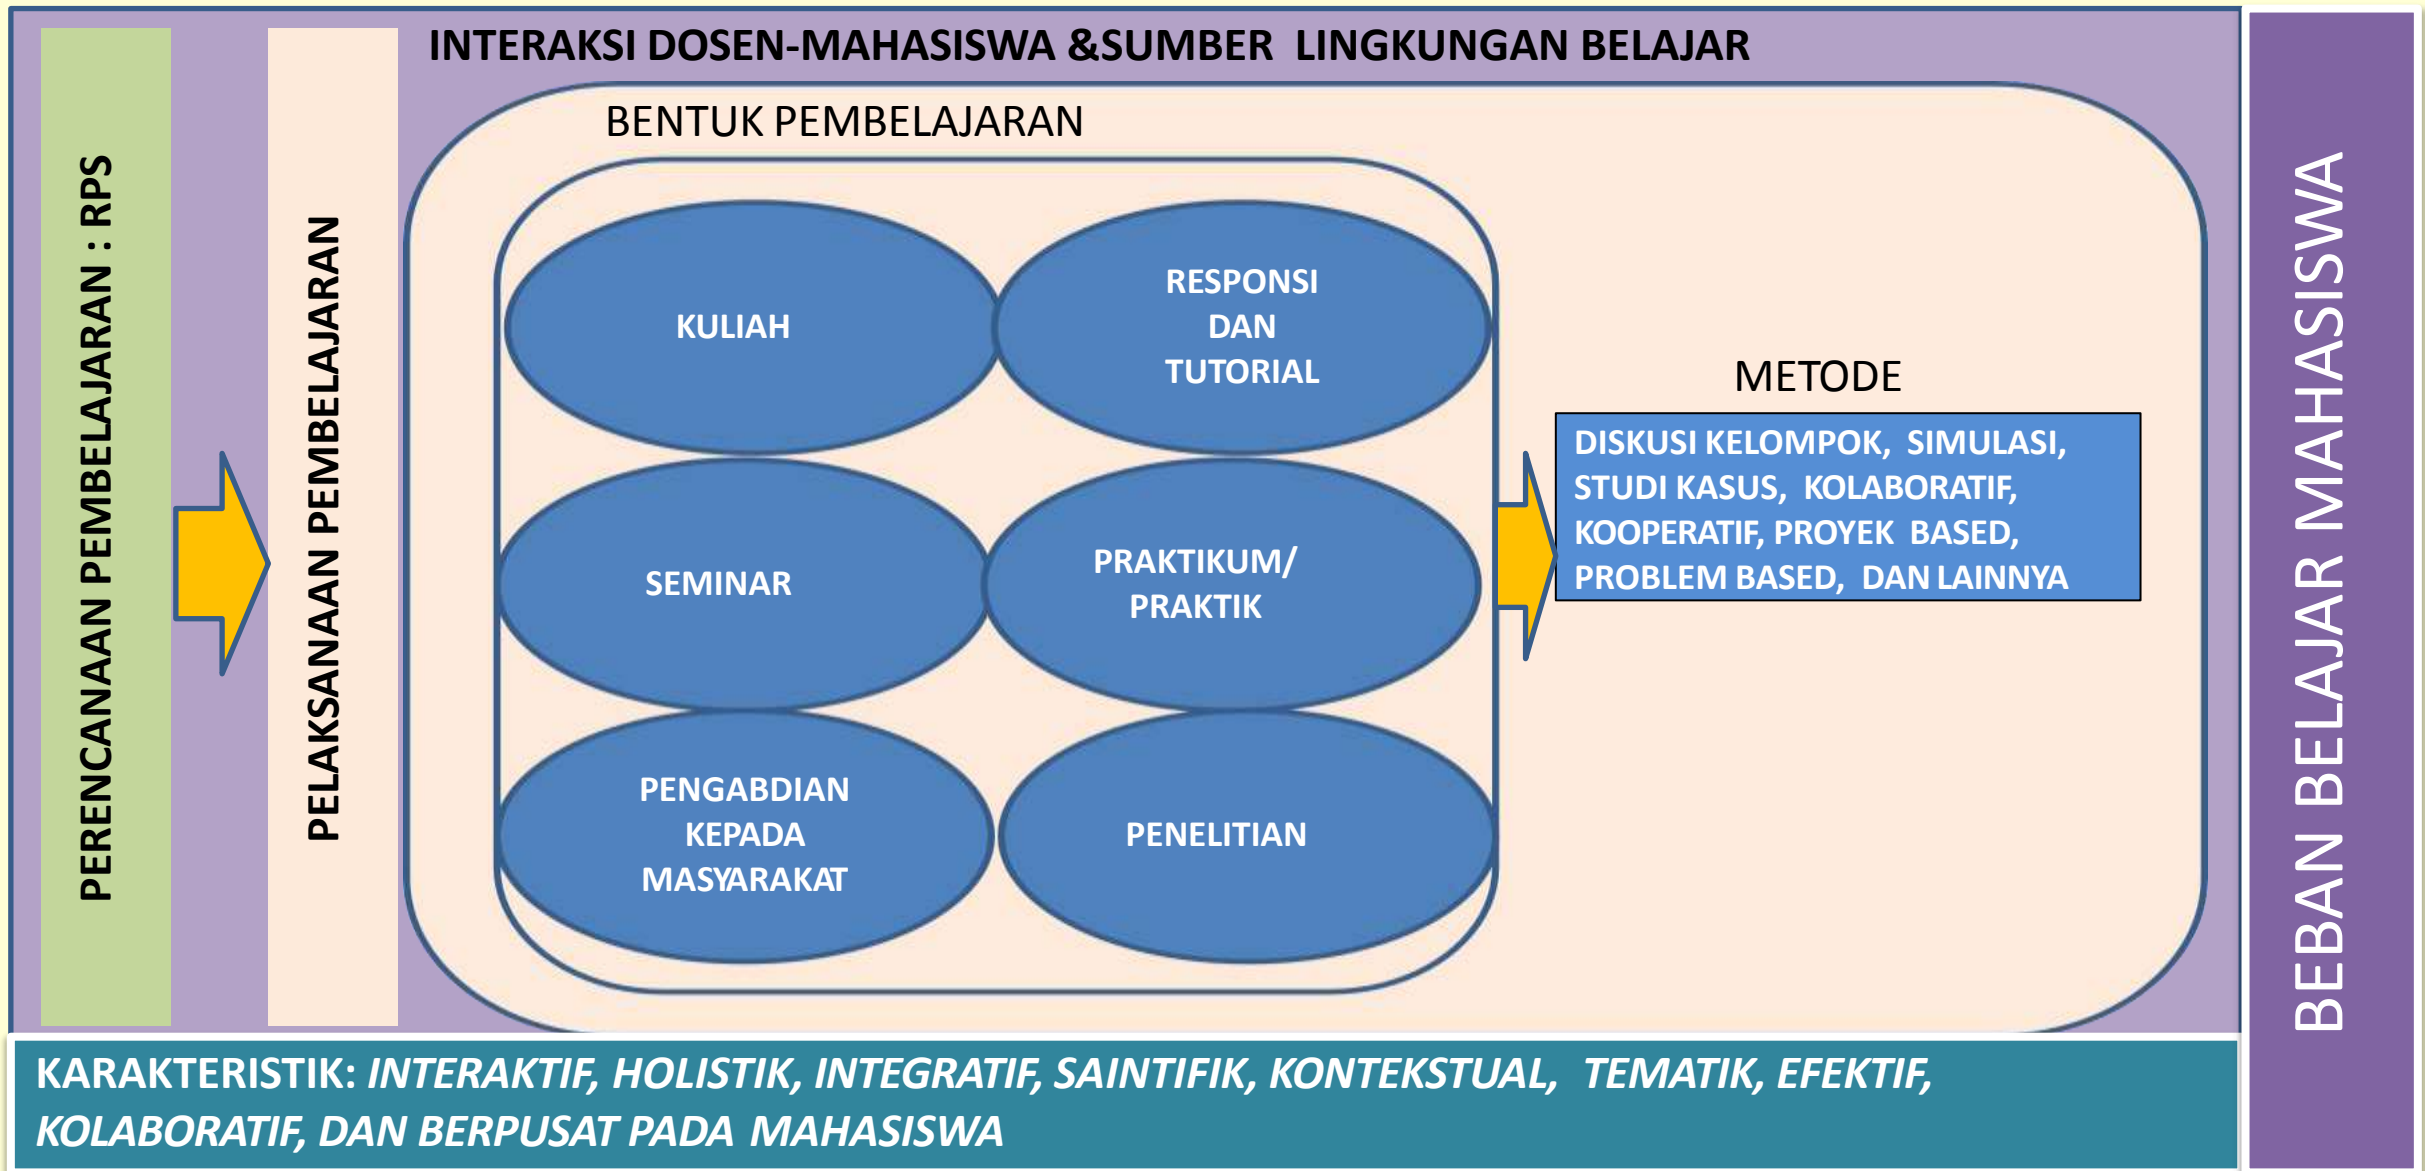 INTERAKSI DOSEN-MAHASISWA &SUMBER LINGKUNGAN BELAJAR
PERENCANAAN PEMBELAJARAN : RPS
PELAKSANAAN PEMBELAJARAN
BENTUK PEMBELAJARAN
KULIAH
RESPONSI
DAN
TUTORIAL
SEMINAR
PRAKTIKUM/
PRAKTIK
PENGABDIAN
KEPADA
MASYARAKAT
PENELITIAN
METODE
DISKUSI KELOMPOK, SIMULASI,
STUDI KASUS, KOLABORATIF,
KOOPERATIF, PROYEK BASED,
PROBLEM BASED, DAN LAINNYA
BEBAN BELAJAR MAHASISWA
KARAKTERISTIK: INTERAKTIF, HOLISTIK, INTEGRATIF, SAINTIFIK, KONTEKSTUAL, TEMATIK, EFEKTIF,
KOLABORATIF, DAN BERPUSAT PADA MAHASISWA